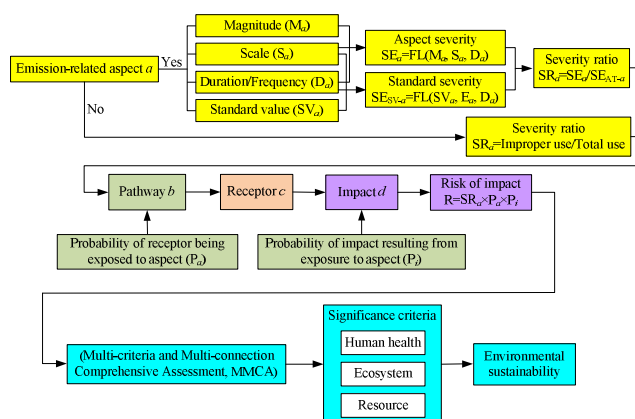 Magnitude (Ma)
Scale (Sa)
Duration/Frequency (Da)
Standard value (SVa)
Emission-related aspect a
Yes
No
Aspect severity
SEa=FL(Ma, Sa, Da)
Standard severity
SESV-a=FL(SVa, Ea, Da)
Severity ratio
SRa=SEa/SEAT-a
Severity ratio
SRa=Improper use/Total use
Pathway b
Receptor c
Impact d
Risk of impact
R=SRa×Pa×Pi
Probability of receptor being
exposed to aspect (Pa)
Probability of impact resulting from
exposure to aspect (Pi)
(Multi-criteria and Multi-connection
Comprehensive Assessment, MMCA)
Significance criteria
Human health
Ecosystem
Resource
Environmental
sustainability